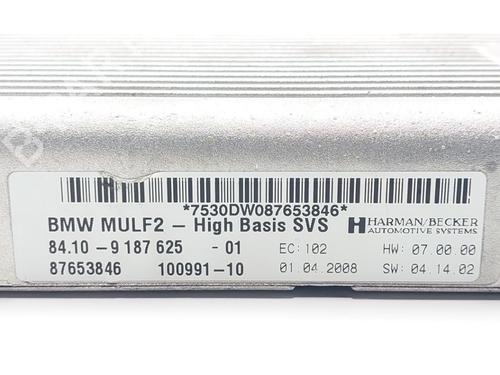 *7530DW087653846*
BMW MULF2 – High Basis SVS
HARMAN/BECKER
AUTOMOTIVE SYSTEMS
84.10 - 9 187 625 - 01
EC: 102
HW: 07.00.00
87653846 100991-10
01.04.2008
SW: 04.14.02